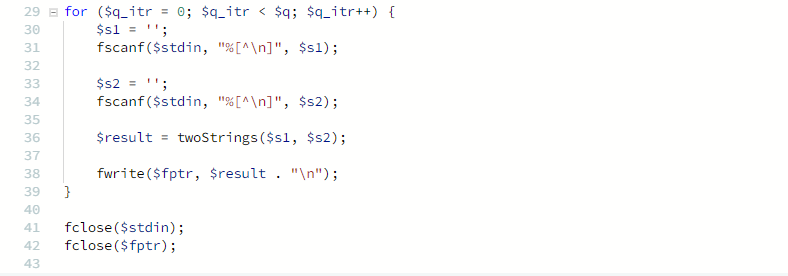 29 for ($q_itr = 0; $q_itr < $q; $q_itr++) {
30     $s1 = '';
31     fscanf($stdin, "%[^\n]", $s1);
32
33     $s2 = '';
34     fscanf($stdin, "%[^\n]", $s2);
35
36     $result = twoStrings($s1, $s2);
37
38     fwrite($fptr, $result . "\n");
39 }
40
41 fclose($stdin);
42 fclose($fptr);
43